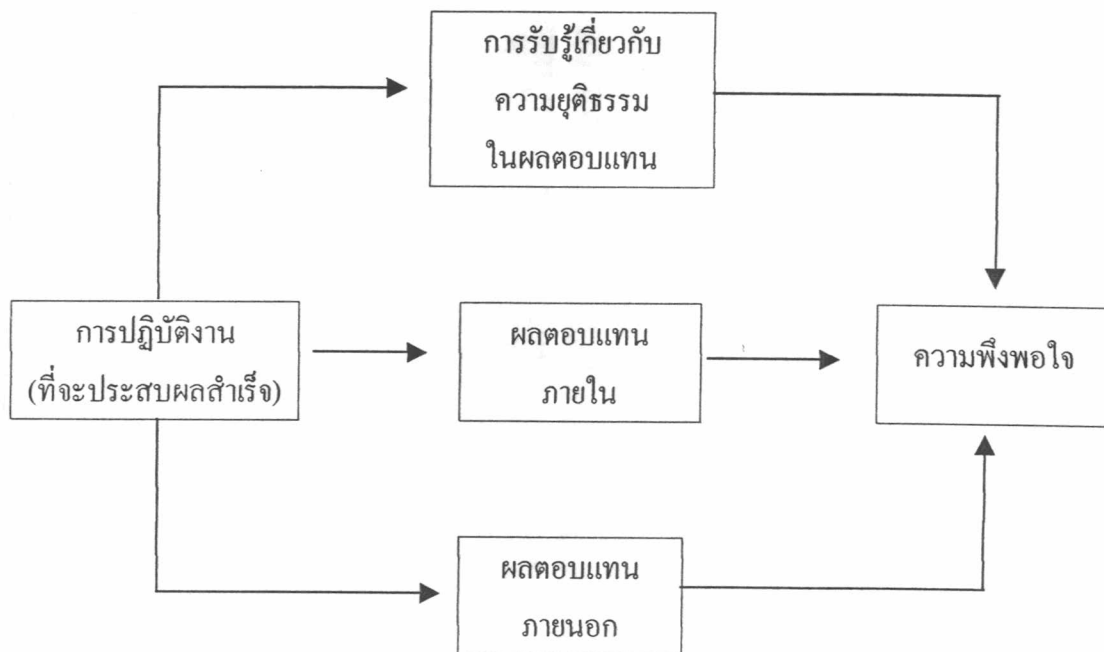 การรับรู้เกี่ยวกับ
ความยุติธรรม
ในผลตอบแทน
การปฏิบัติงาน
(ที่จะประสบผลสำเร็จ)
ผลตอบแทน
ภายใน
ความพึงพอใจ
ผลตอบแทน
ภายนอก